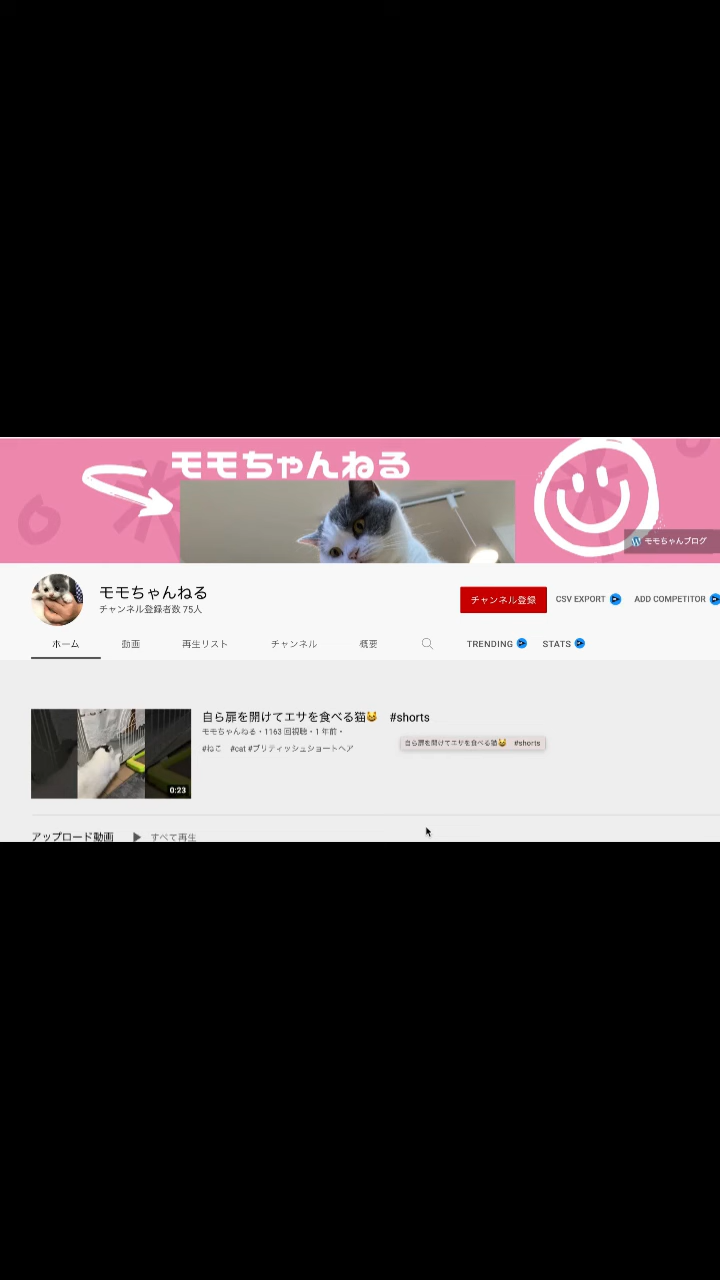 モモちゃんねる
モモちゃんブログ
モモちゃんねる
チャンネル登録者数 75人
チャンネル登録
CSV EXPORT
ADD COMPETITOR
ホーム 動画 再生リスト チャンネル 概要 TRENDING STATS
自ら扉を開けてエサを食べる猫😸 #shorts
モモちゃんねる・1163 回視聴・1 年前・
自ら扉を開けてエサを食べる猫😸 #shorts
#ねこ #cat #ブリティッシュショートヘア
0:23
アップロード動画 ▶ すべて再生